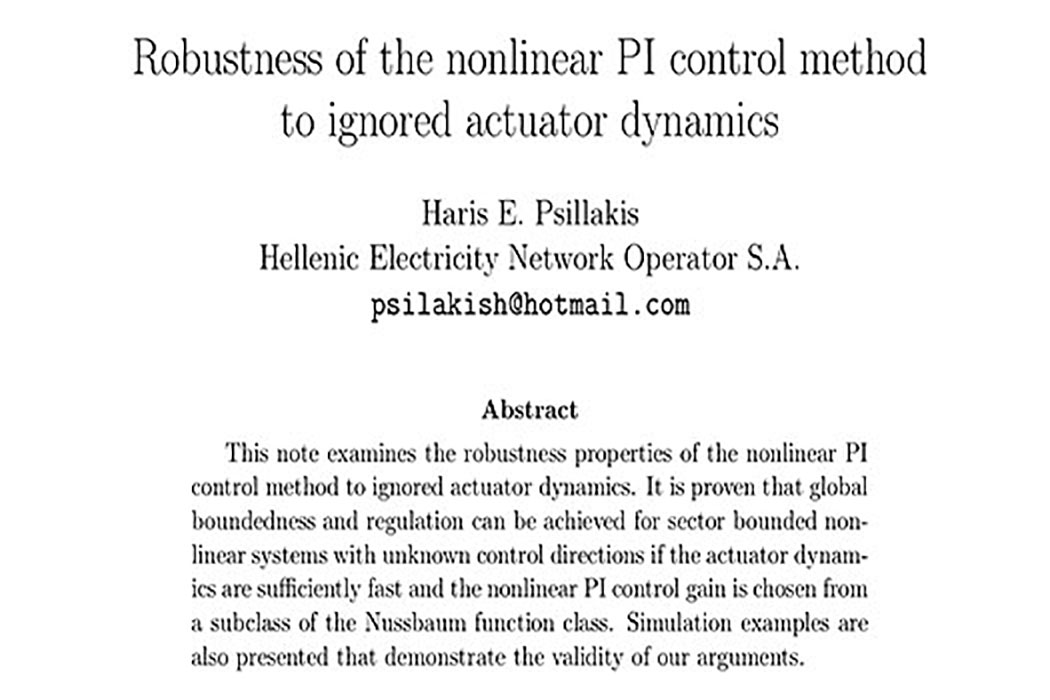 Robustness of the nonlinear PI control method
to ignored actuator dynamics
Haris E. Psillakis
Hellenic Electricity Network Operator S.A.
psilakish@hotmail.com
Abstract
This note examines the robustness properties of the nonlinear PI
control method to ignored actuator dynamics. It is proven that global
boundedness and regulation can be achieved for sector bounded non-
linear systems with unknown control directions if the actuator dynam-
ics are sufficiently fast and the nonlinear PI control gain is chosen from
a subclass of the Nussbaum function class. Simulation examples are
also presented that demonstrate the validity of our arguments.